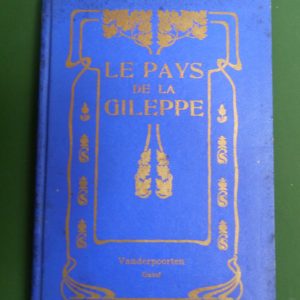 LE PAYS
DE LA
GILEPPE
Vanderpoorten
Gand